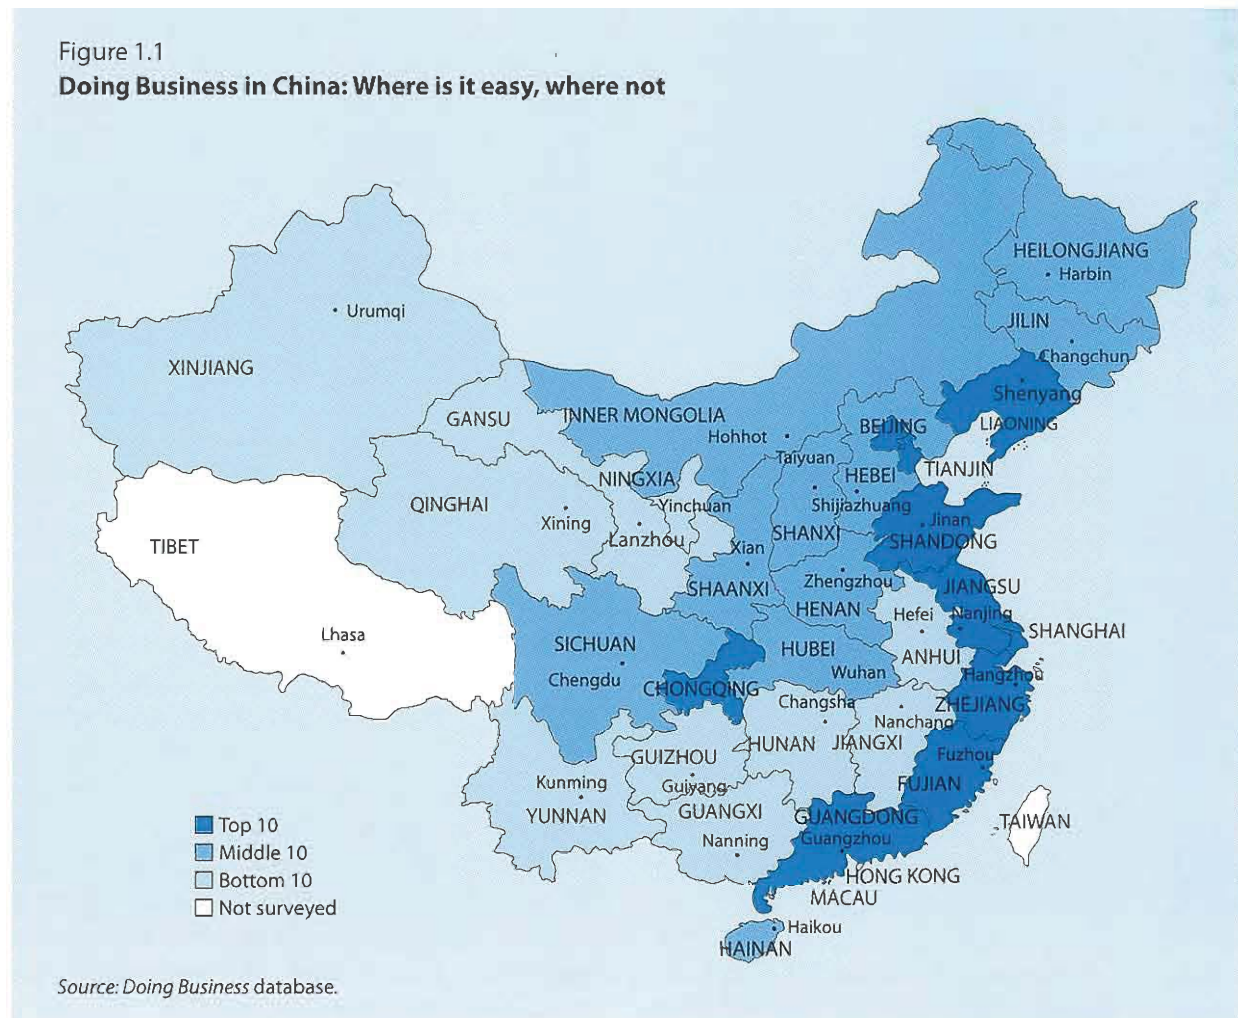 Figure 1.1
Doing Business in China: Where is it easy, where not
HEILONGJIANG
Harbin
Urumqi
JILIN
Changchun
XINJIANG
Shenyang
GANSU
INNER MONGOLIA
BEIJING
LIAONING
Hohhot
Taiyuan
TIANJIN
HEBEI
NINGXIA
QINGHAI
Yinchuan
Shijiazhuang
Xining
Jinan
SHANXI
Lanzhou
SHANDONG
TIBET
Xian
Zhengzhou
SHAANXI
JIANGSU
HENAN
Hefei
Nanjing
Lhasa
SHANGHAI
SICHUAN
HUBEI
ANHUI
Wuhan
Hangzhou
Chengdu
CHONGQING
Changsha
ZHEJIANG
Nanchang
HUNAN
JIANGXI
GUIZHOU
Fuzhou
Kunming
Guiyang
FUJIAN
YUNNAN
GUANGXI
GUANGDONG
TAIWAN
Nanning
Guangzhou
HONG KONG
MACAU
Haikou
HAINAN
Top 10
Middle 10
Bottom 10
Not surveyed
Source: Doing Business database.